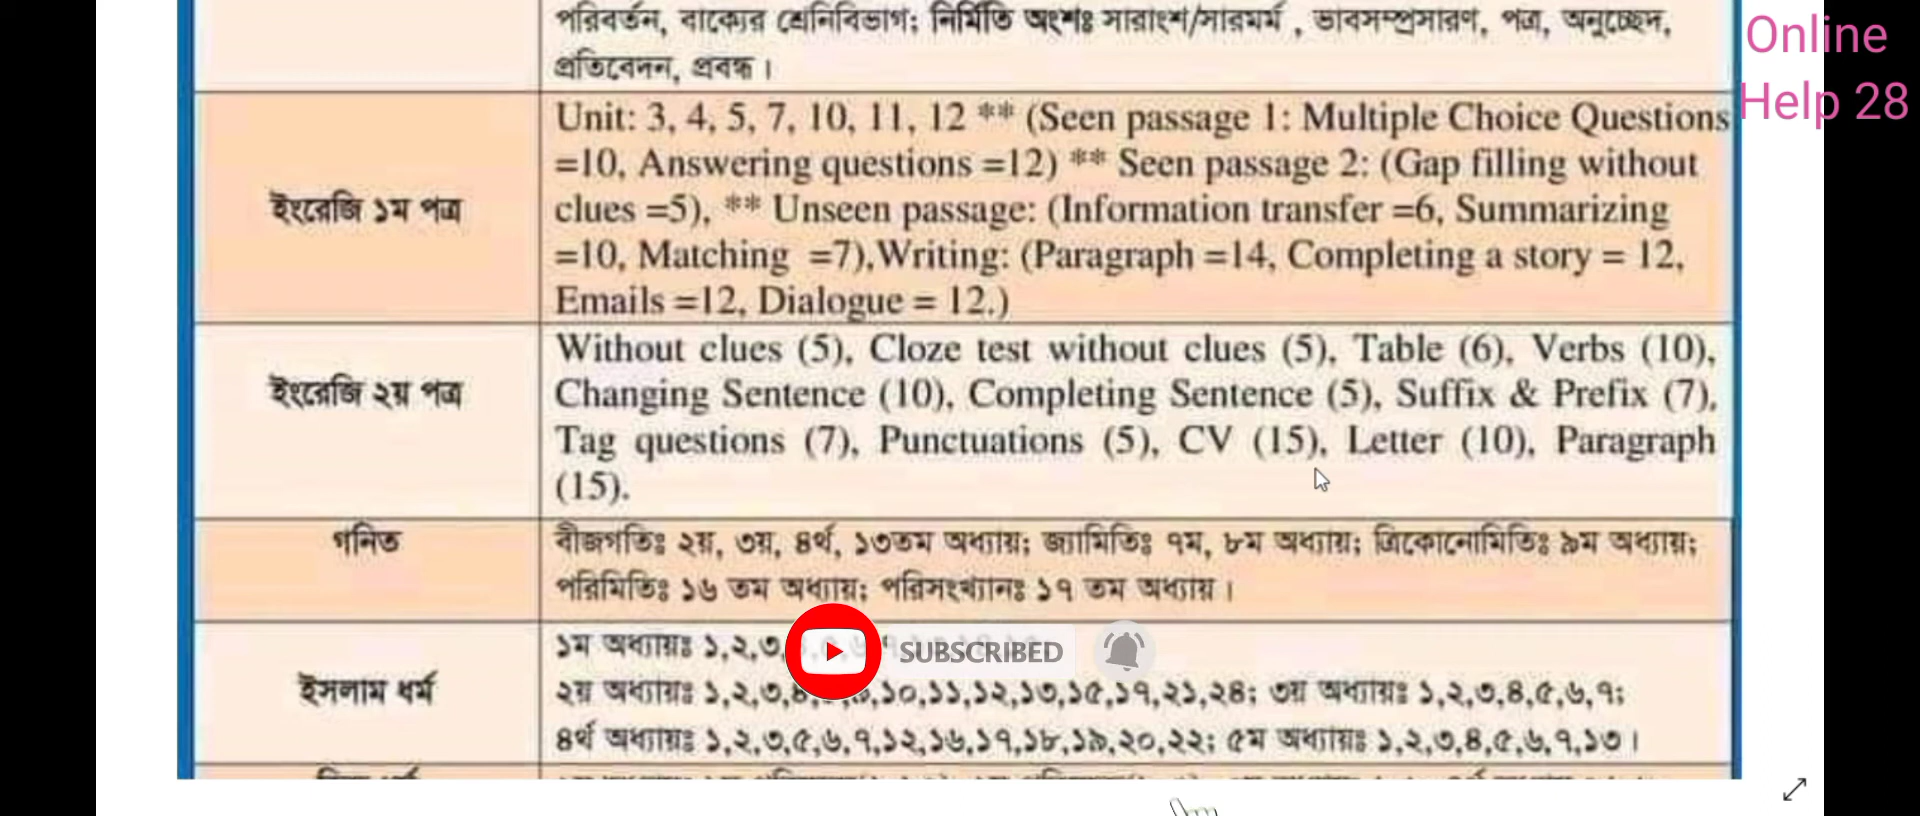 পরিবর্তন, বাক্যের শ্রেনিবিভাগ; নির্মিতি অংশঃ সারাংশ/সারমর্ম , ভাবসম্প্রসারণ, পত্র, অনুচ্ছেদ,
প্রতিবেদন, প্রবন্ধ।
Online
Help 28
ইংরেজি ১ম পত্র
Unit: 3, 4, 5, 7, 10, 11, 12 ** (Seen passage 1: Multiple Choice Questions
=10, Answering questions =12) ** Seen passage 2: (Gap filling without
clues =5), ** Unseen passage: (Information transfer =6, Summarizing
=10, Matching =7),Writing: (Paragraph =14, Completing a story = 12,
Emails =12, Dialogue = 12.)
ইংরেজি ২য় পত্র
Without clues (5), Cloze test without clues (5), Table (6), Verbs (10),
Changing Sentence (10), Completing Sentence (5), Suffix & Prefix (7),
Tag questions (7), Punctuations (5), CV (15), Letter (10), Paragraph
(15).
গনিত
বীজগতিঃ ২য়, ৩য়, ৪র্থ, ১৩তম অধ্যায়; জ্যামিতিঃ ৭ম, ৮ম অধ্যায়; ত্রিকোনোমিতিঃ ৯ম অধ্যায়;
পরিমিতিঃ ১৬ তম অধ্যায়; পরিসংখ্যানঃ ১৭ তম অধ্যায়।
ইসলাম ধর্ম
১ম অধ্যায়ঃ ১,২,৩,
SUBSCRIBED
২য় অধ্যায়ঃ ১,২,৩,৪ ,১০,১১,১২,১৩,১৫,১৭,২১,২৪; ৩য় অধ্যায়ঃ ১,২,৩,৪,৫,৬,৭;
৪র্থ অধ্যায়ঃ ১,২,৩,৫,৬,৭,১২,১৬,১৭,১৮,১৯,২০,২২; ৫ম অধ্যায়ঃ ১,২,৩,৪,৫,৬,৭,১৩।